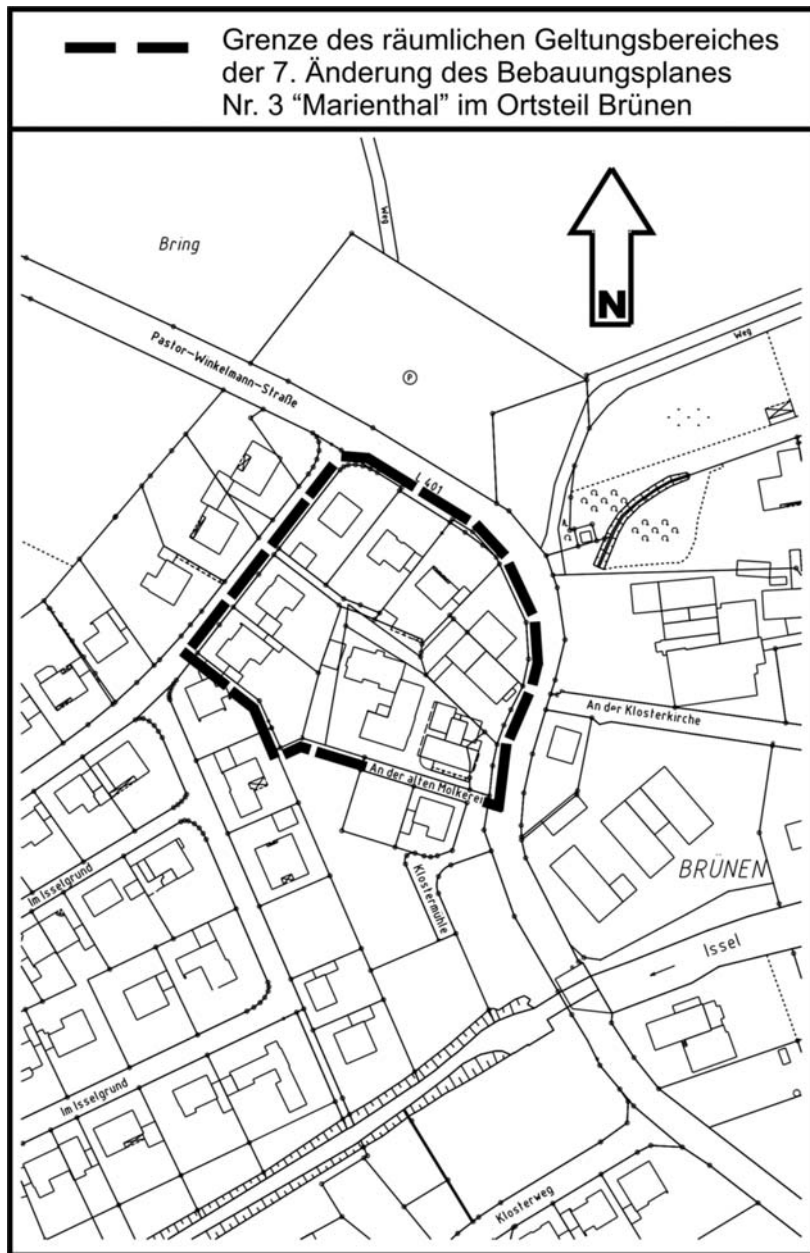 Grenze des räumlichen Geltungsbereiches
der 7. Änderung des Bebauungsplanes
Nr. 3 “Marienthal” im Ortsteil Brünen
Weg
Bring
N
Weg
Pastor-Winkelmann-Straße
P
L 401
An der Klosterkirche
An der alten Molkerei
BRÜNEN
Im Isselgrund
Klostermühle
Issel
Im Isselgrund
Klosterweg